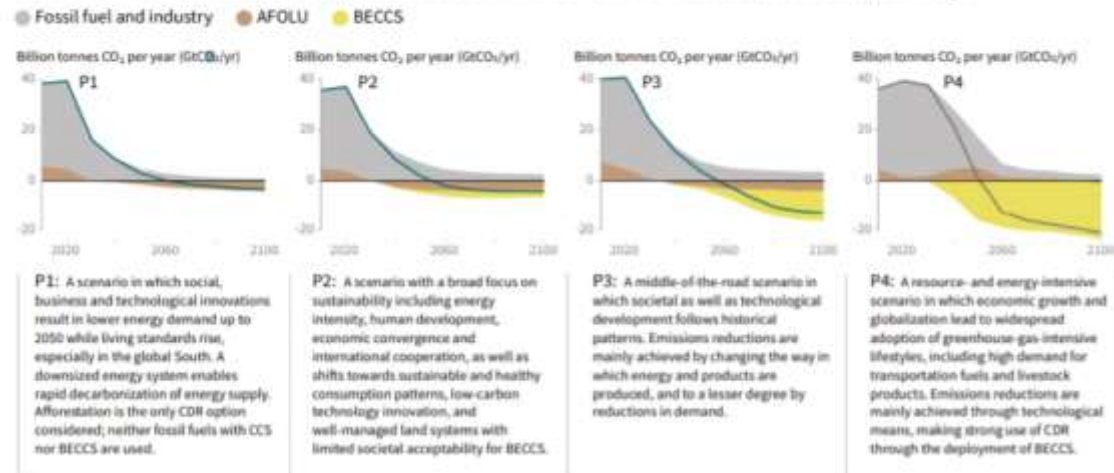 Fossil fuel and industry AFOLU BECCS
Billion tonnes CO₂ per year (GtCO₂/yr)
P1
40
20
0
-20
2020 2060 2100
Billion tonnes CO₂ per year (GtCO₂/yr)
P2
40
20
0
-20
2020 2060 2100
Billion tonnes CO₂ per year (GtCO₂/yr)
P3
40
20
0
-20
2020 2060 2100
Billion tonnes CO₂ per year (GtCO₂/yr)
P4
40
20
0
-20
2020 2060 2100
P1: A scenario in which social,
business and technological innovations
result in lower energy demand up to
2050 while living standards rise,
especially in the global South. A
downsized energy system enables
rapid decarbonization of energy supply.
Afforestation is the only CDR option
considered; neither fossil fuels with CCS
nor BECCS are used.
P2: A scenario with a broad focus on
sustainability including energy
intensity, human development,
economic convergence and
international cooperation, as well as
shifts towards sustainable and healthy
consumption patterns, low-carbon
technology innovation, and
well-managed land systems with
limited societal acceptability for BECCS.
P3: A middle-of-the-road scenario in
which societal as well as technological
development follows historical
patterns. Emissions reductions are
mainly achieved by changing the way in
which energy and products are
produced, and to a lesser degree by
reductions in demand.
P4: A resource- and energy-intensive
scenario in which economic growth and
globalization lead to widespread
adoption of greenhouse-gas-intensive
lifestyles, including high demand for
transportation fuels and livestock
products. Emissions reductions are
mainly achieved through technological
means, making strong use of CDR
through the deployment of BECCS.